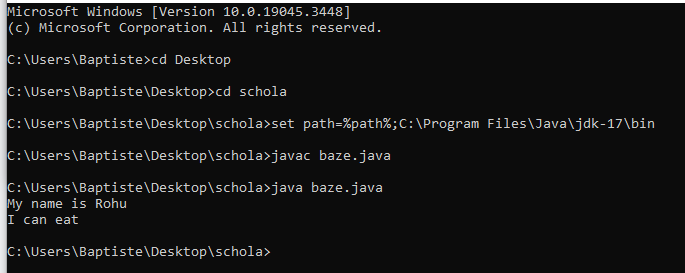 Microsoft Windows [Version 10.0.19045.3448]
(c) Microsoft Corporation. All rights reserved.
C:\Users\Baptiste>cd Desktop
C:\Users\Baptiste\Desktop>cd schola
C:\Users\Baptiste\Desktop\schola>set path=%path%;C:\Program Files\Java\jdk-17\bin
C:\Users\Baptiste\Desktop\schola>javac baze.java
C:\Users\Baptiste\Desktop\schola>java baze.java
My name is Rohu
I can eat
C:\Users\Baptiste\Desktop\schola>